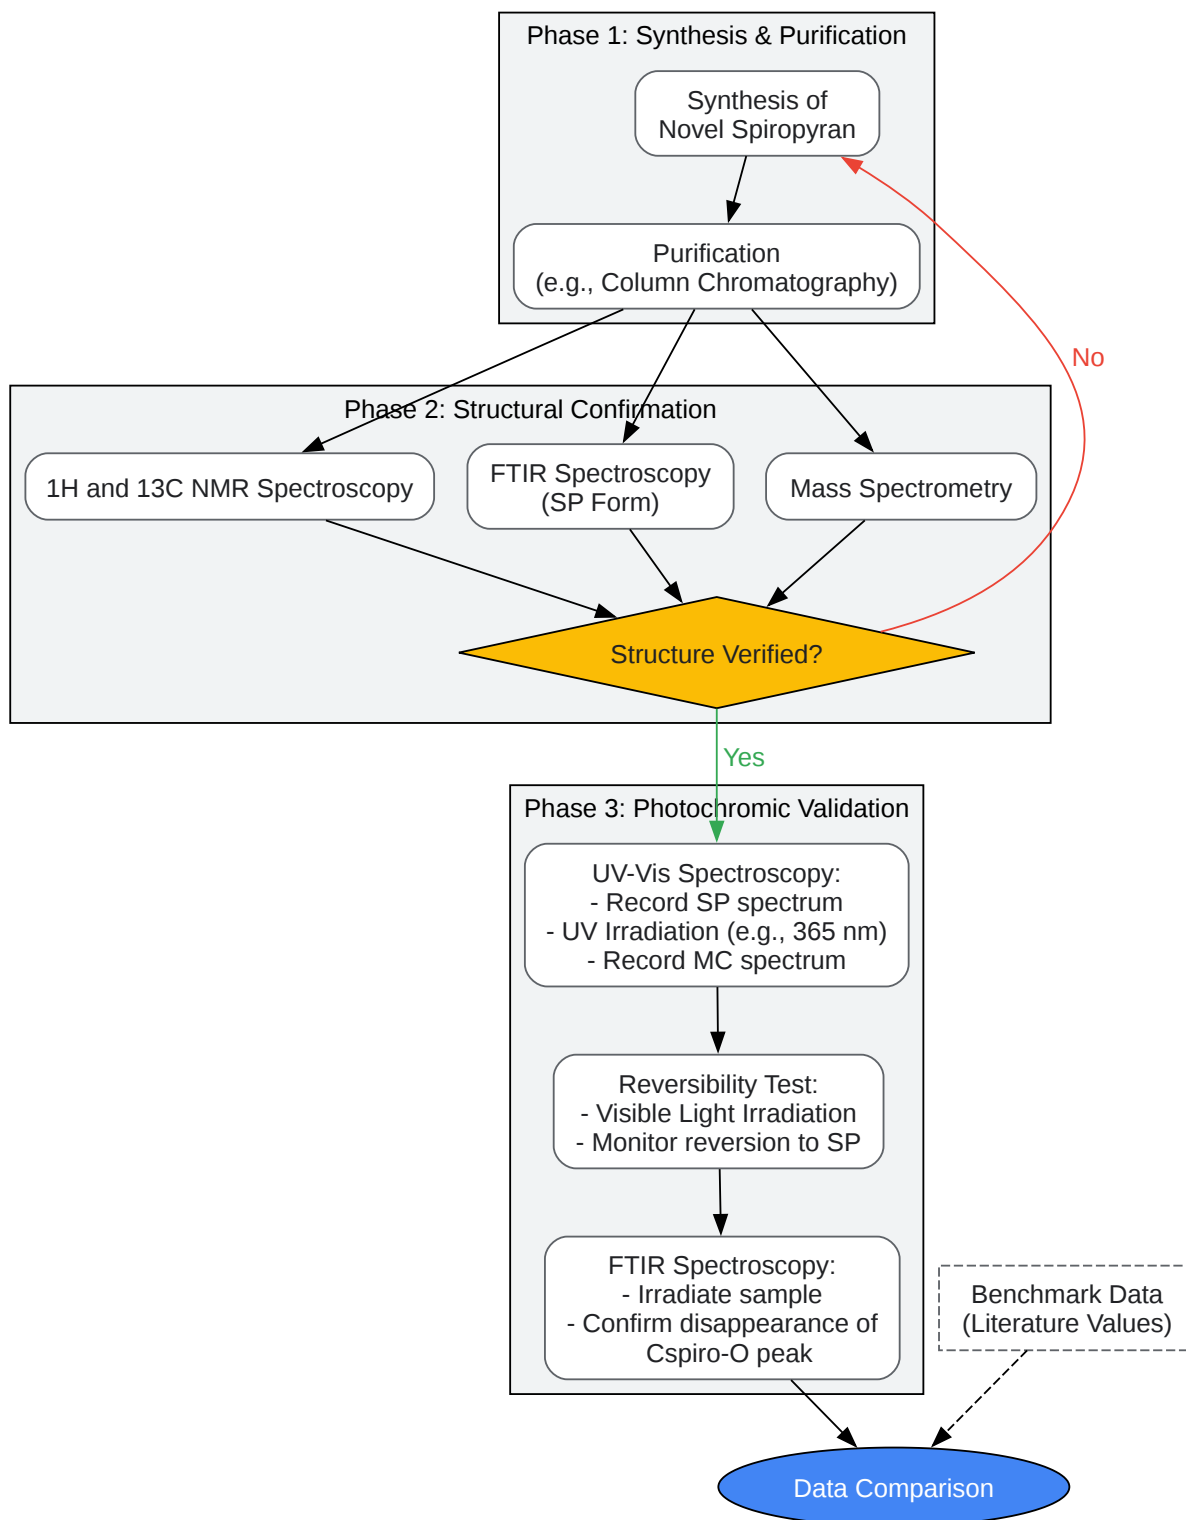 Phase 1: Synthesis & Purification
Synthesis of
Novel Spiropyran
Purification
(e.g., Column Chromatography)
No
Phase 2: Structural Confirmation
1H and 13C NMR Spectroscopy
FTIR Spectroscopy
(SP Form)
Mass Spectrometry
Structure Verified?
Yes
Phase 3: Photochromic Validation
UV-Vis Spectroscopy:
- Record SP spectrum
- UV Irradiation (e.g., 365 nm)
- Record MC spectrum
Reversibility Test:
- Visible Light Irradiation
- Monitor reversion to SP
FTIR Spectroscopy:
- Irradiate sample
- Confirm disappearance of
Cspiro-O peak
Benchmark Data
(Literature Values)
Data Comparison